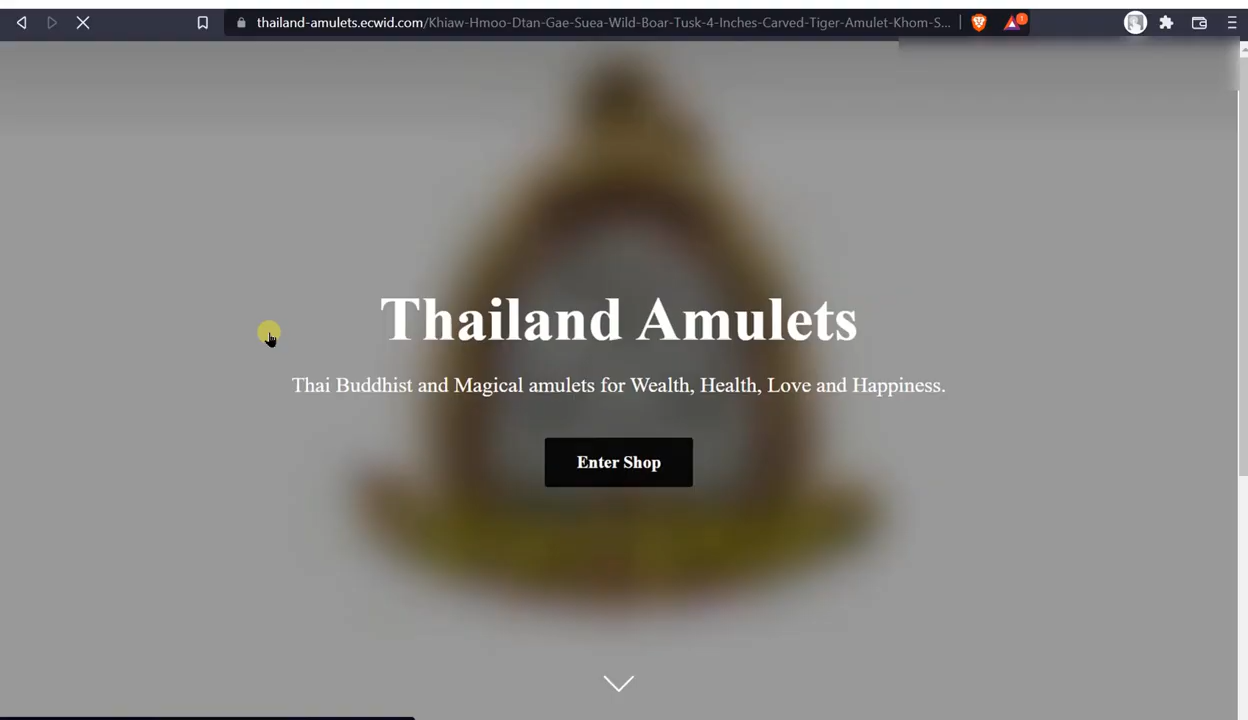 thailand-amulets.ecwid.com/Khiaw-Hmoo-Dtan-Gae-Suea-Wild-Boar-Tusk-4-Inches-Carved-Tiger-Amulet-Khom-S...
1
Thailand Amulets
Thai Buddhist and Magical amulets for Wealth, Health, Love and Happiness.
Enter Shop